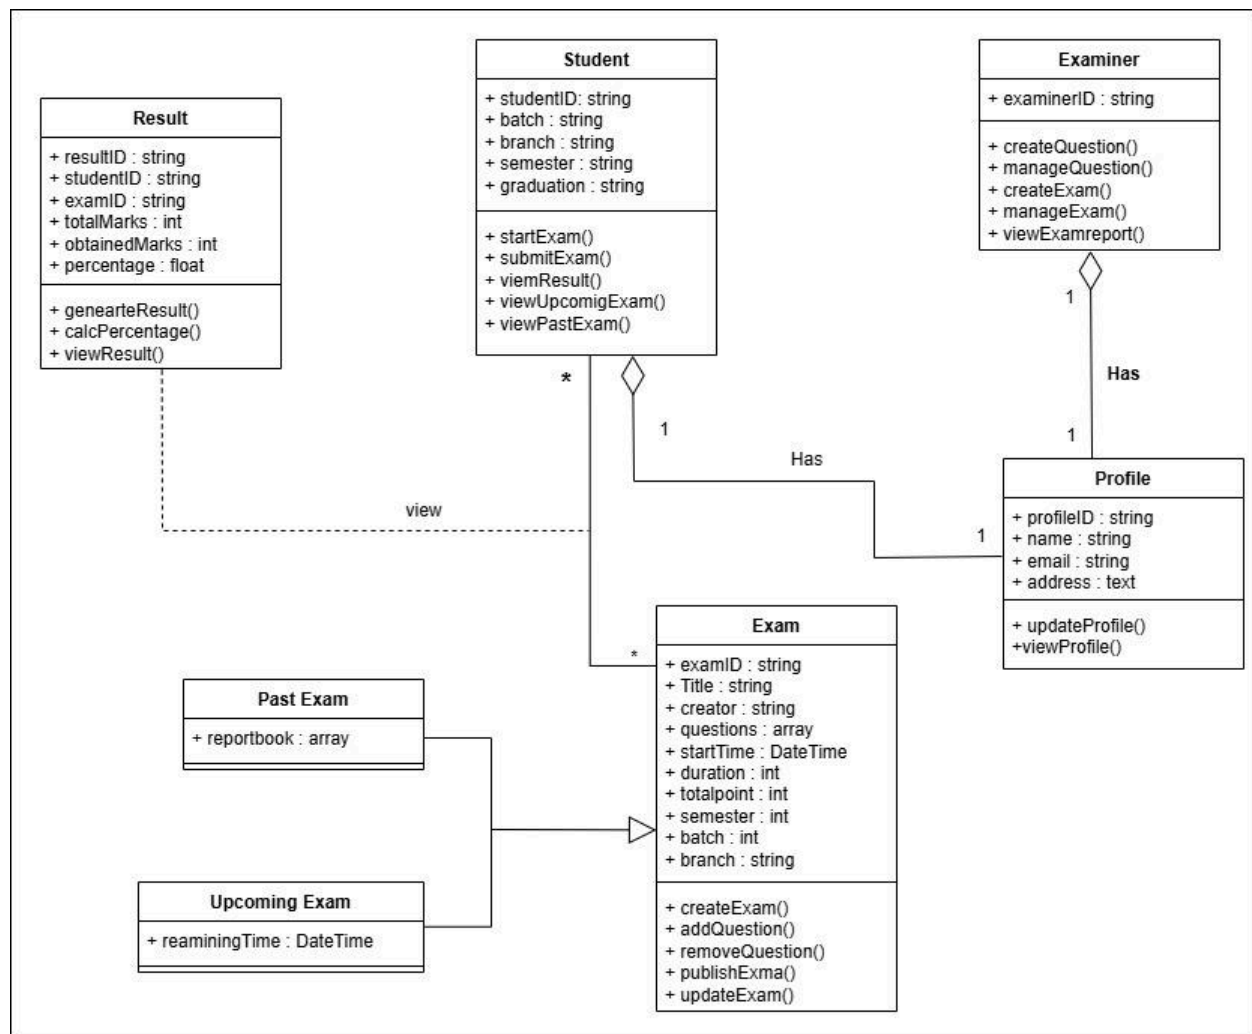 Result
+ resultID : string
+ studentID : string
+ examID : string
+ totalMarks : int
+ obtainedMarks : int
+ percentage : float
+ genearteResult()
+ calcPercentage()
+ viewResult()
Student
+ studentID: string
+ batch : string
+ branch : string
+ semester : string
+ graduation : string
+ startExam()
+ submitExam()
+ viemResult()
+ viewUpcomigExam()
+ viewPastExam()
Examiner
+ examinerID : string
+ createQuestion()
+ manageQuestion()
+ createExam()
+ manageExam()
+ viewExamreport()
*
1
1
Has
Has
1
1
view
*
Profile
+ profileID : string
+ name : string
+ email : string
+ address : text
+ updateProfile()
+viewProfile()
Exam
+ examID : string
+ Title : string
+ creator : string
+ questions : array
+ startTime : DateTime
+ duration : int
+ totalpoint : int
+ semester : int
+ batch : int
+ branch : string
+ createExam()
+ addQuestion()
+ removeQuestion()
+ publishExma()
+ updateExam()
Past Exam
+ reportbook : array
Upcoming Exam
+ reaminingTime : DateTime